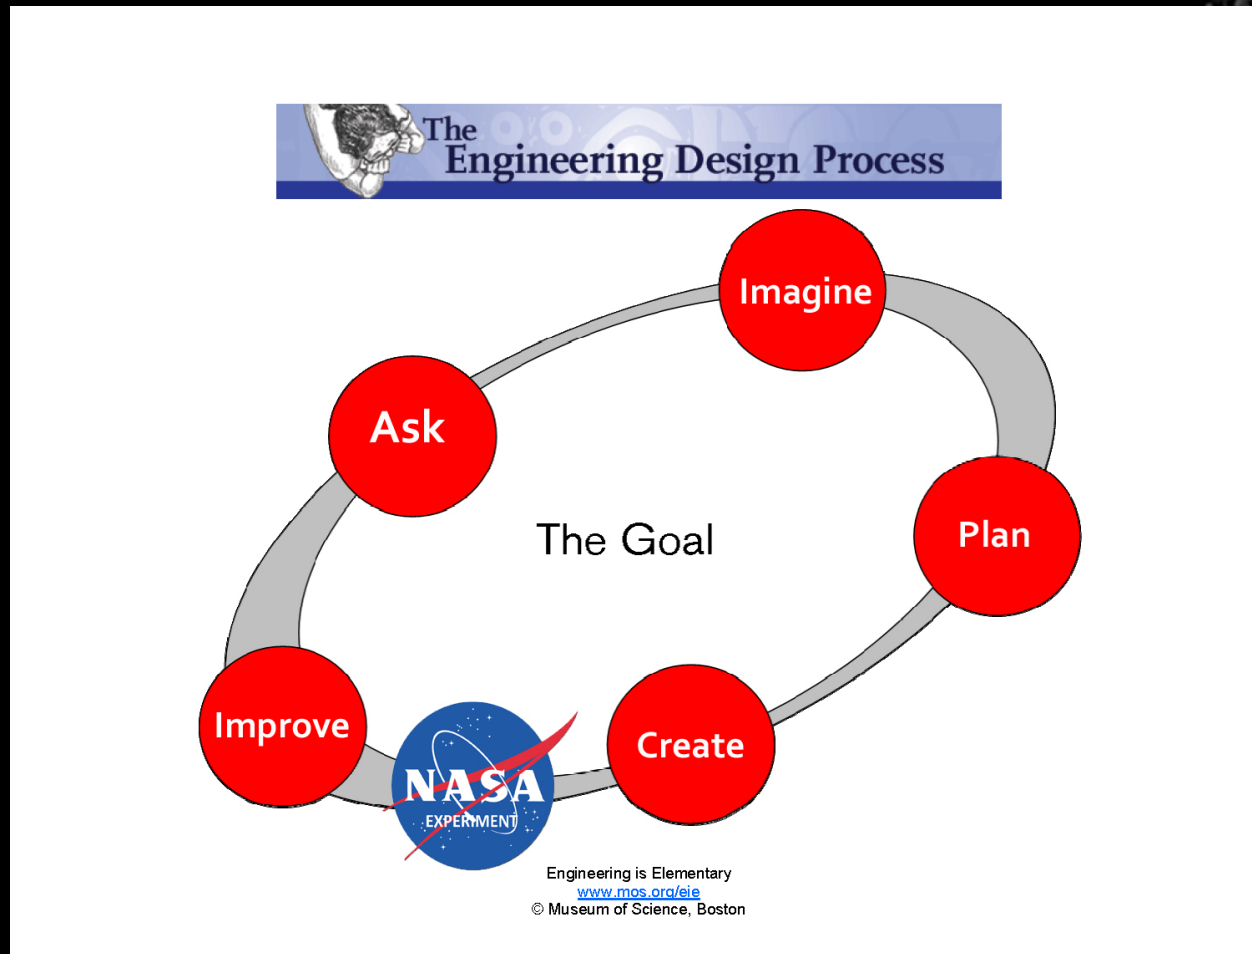 The
Engineering Design Process
Imagine
Ask
The Goal
Plan
Improve
Create
NASA
EXPERIMENT
Engineering is Elementary
www.mos.org/eie
© Museum of Science, Boston